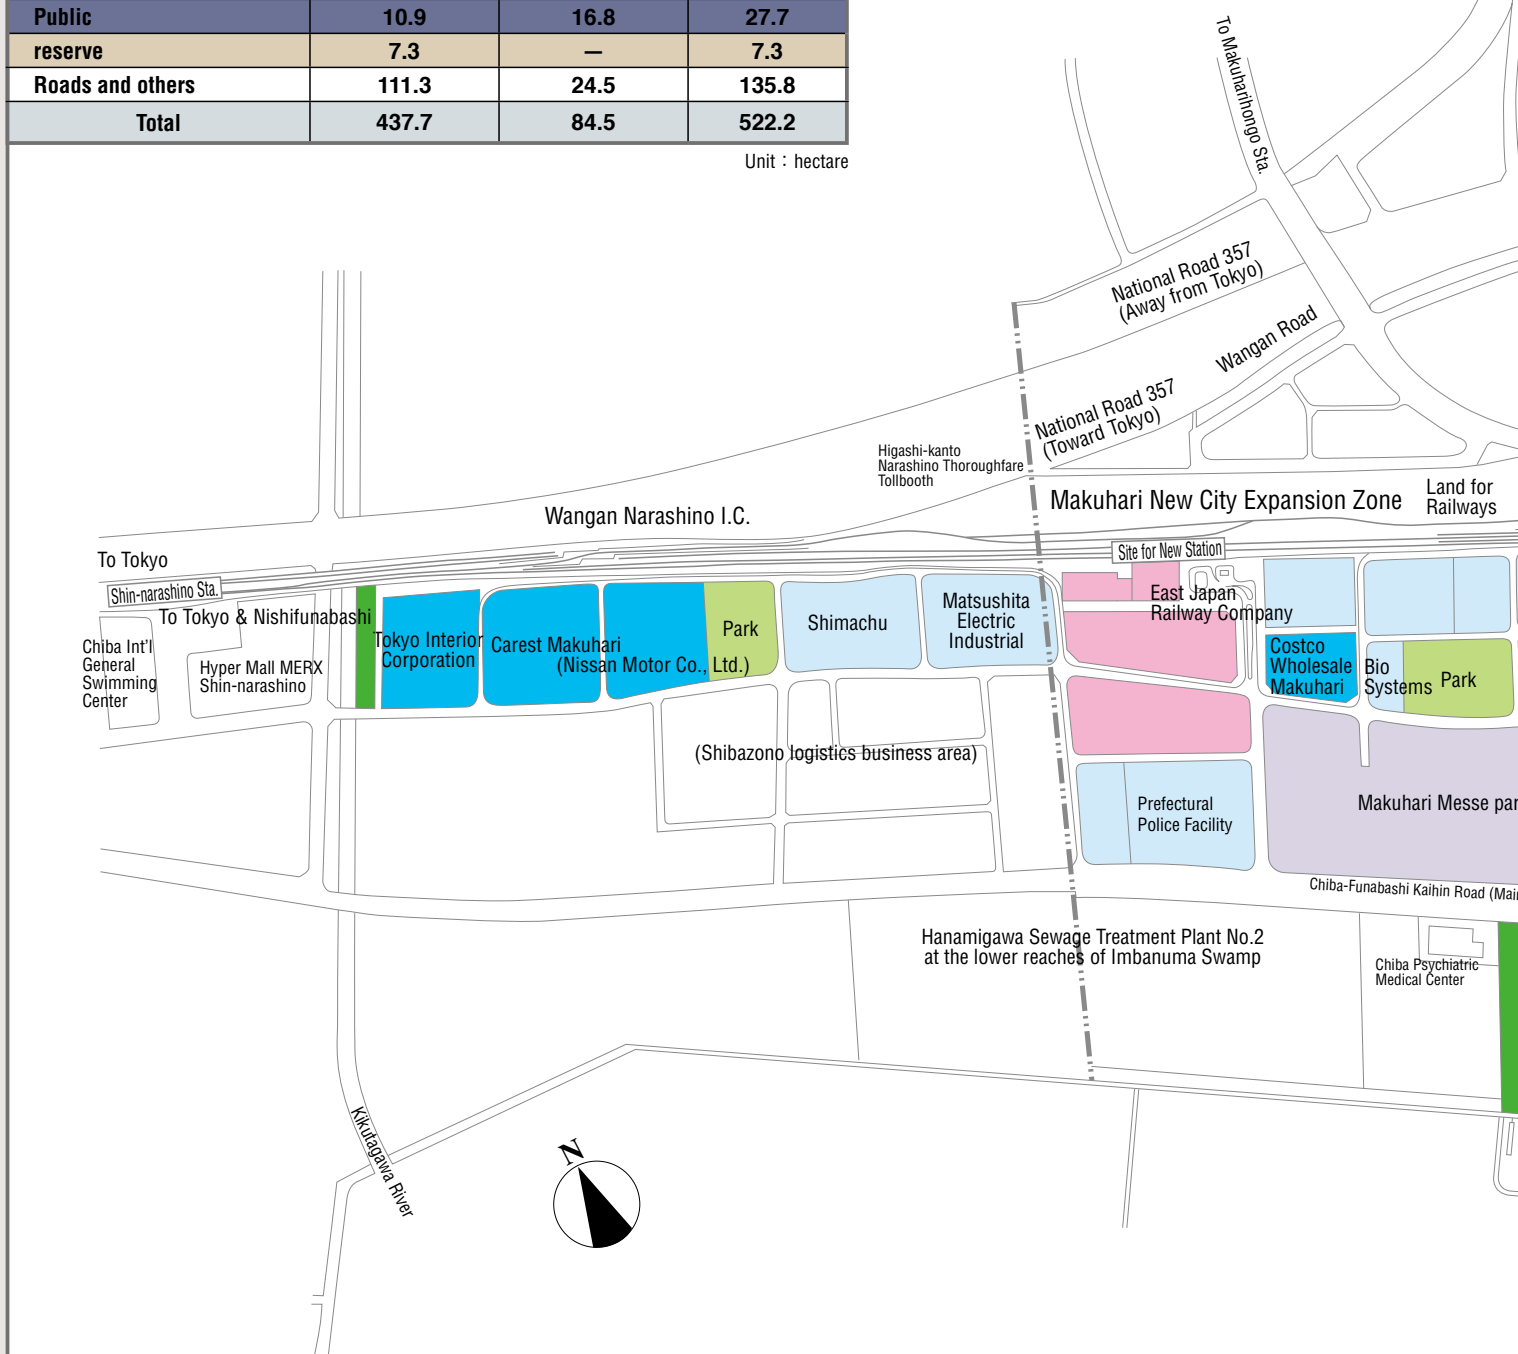 Public 10.9 16.8 27.7
reserve 7.3 — 7.3
Roads and others 111.3 24.5 135.8
Total 437.7 84.5 522.2
Unit：hectare
To Makuharihongo Sta.
National Road 357
(Away from Tokyo)
Wangan Road
National Road 357
(Toward Tokyo)
Higashi-kanto
Narashino Thoroughfare
Tollbooth
Makuhari New City Expansion Zone
Land for
Railways
Wangan Narashino I.C.
To Tokyo
Site for New Station
Shin-narashino Sta.
To Tokyo & Nishifunabashi
Chiba Int'l
General
Swimming
Center
Hyper Mall MERX
Shin-narashino
Tokyo Interior
Corporation
Carest Makuhari
(Nissan Motor Co., Ltd.)
Park
Shimachu
Matsushita
Electric
Industrial
East Japan
Railway Company
Costco
Wholesale
Makuhari
Bio
Systems
Park
(Shibazono logistics business area)
Prefectural
Police Facility
Makuhari Messe par
Chiba-Funabashi Kaihin Road (Mai
Hanamigawa Sewage Treatment Plant No.2
at the lower reaches of Imbanuma Swamp
Chiba Psychiatric
Medical Center
Kikutagawa River
N